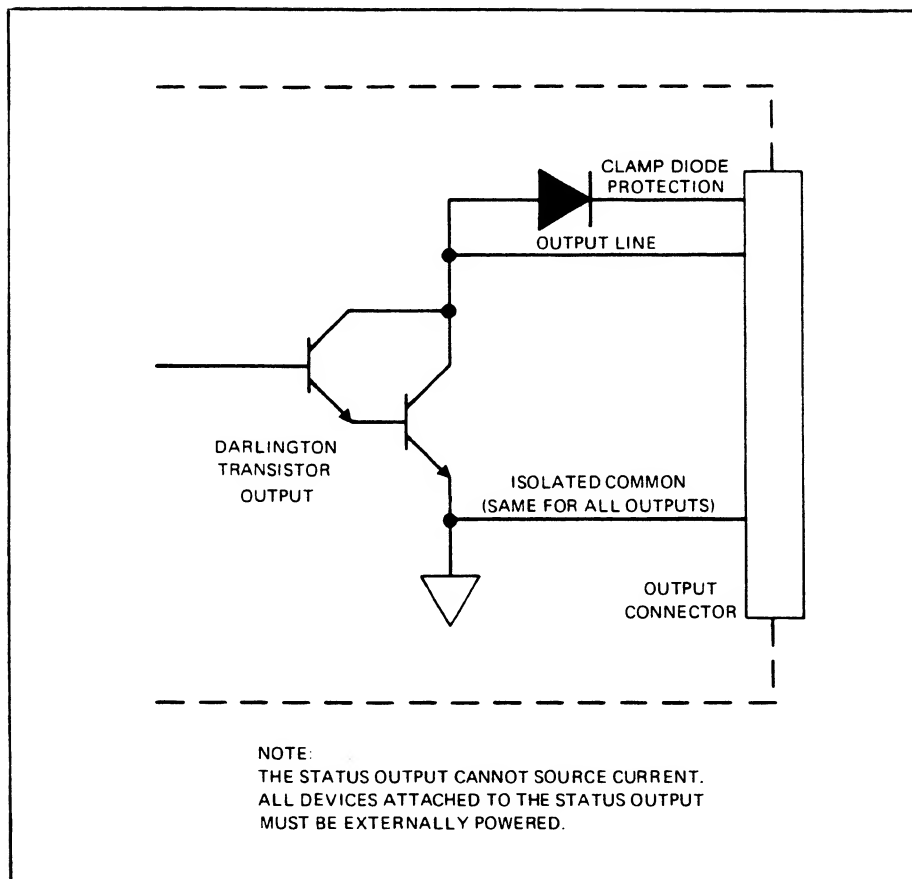 CLAMP DIODE
PROTECTION
OUTPUT LINE
DARLINGTON
TRANSISTOR
OUTPUT
ISOLATED COMMON
(SAME FOR ALL OUTPUTS)
OUTPUT
CONNECTOR
NOTE:
THE STATUS OUTPUT CANNOT SOURCE CURRENT.
ALL DEVICES ATTACHED TO THE STATUS OUTPUT
MUST BE EXTERNALLY POWERED.